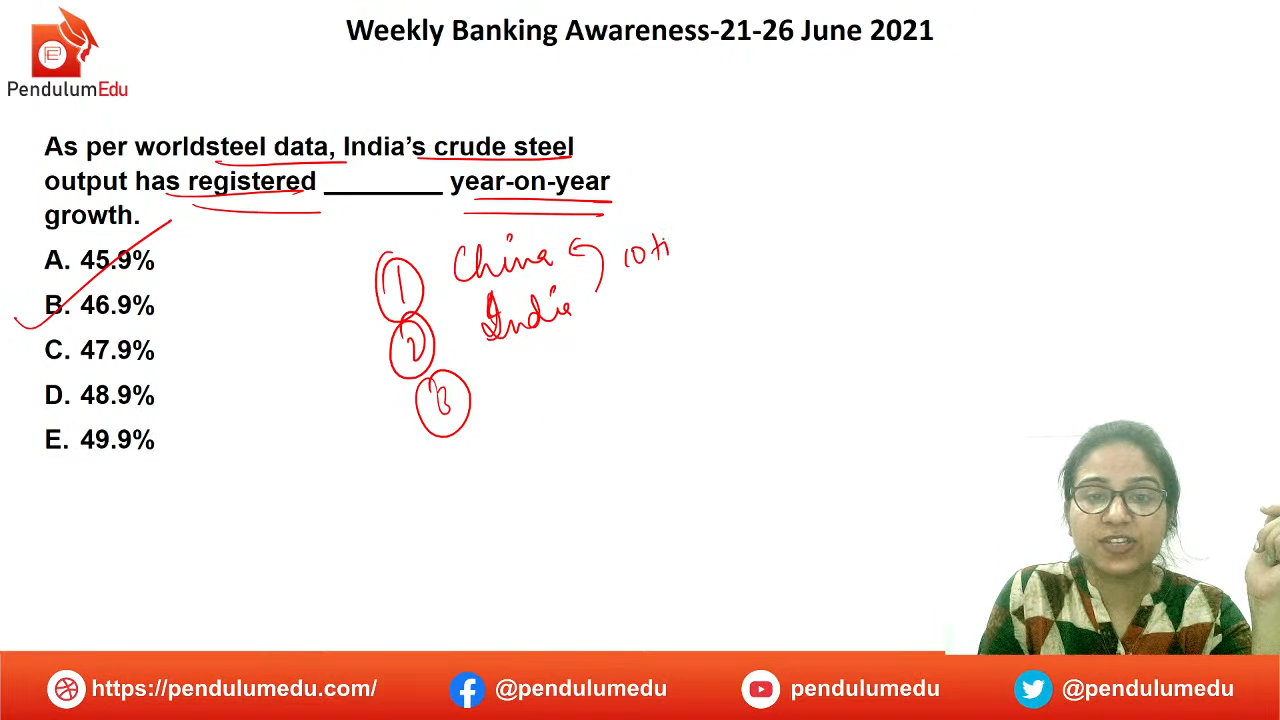 Weekly Banking Awareness-21-26 June 2021
PendulumEdu
As per worldsteel data, India's crude steel
output has registered ________ year-on-year
growth.
A. 45.9%
B. 46.9%
C. 47.9%
D. 48.9%
E. 49.9%
1 China 10
2 India
3
https://pendulumedu.com/ @pendulumedu pendulumedu @pendulumedu